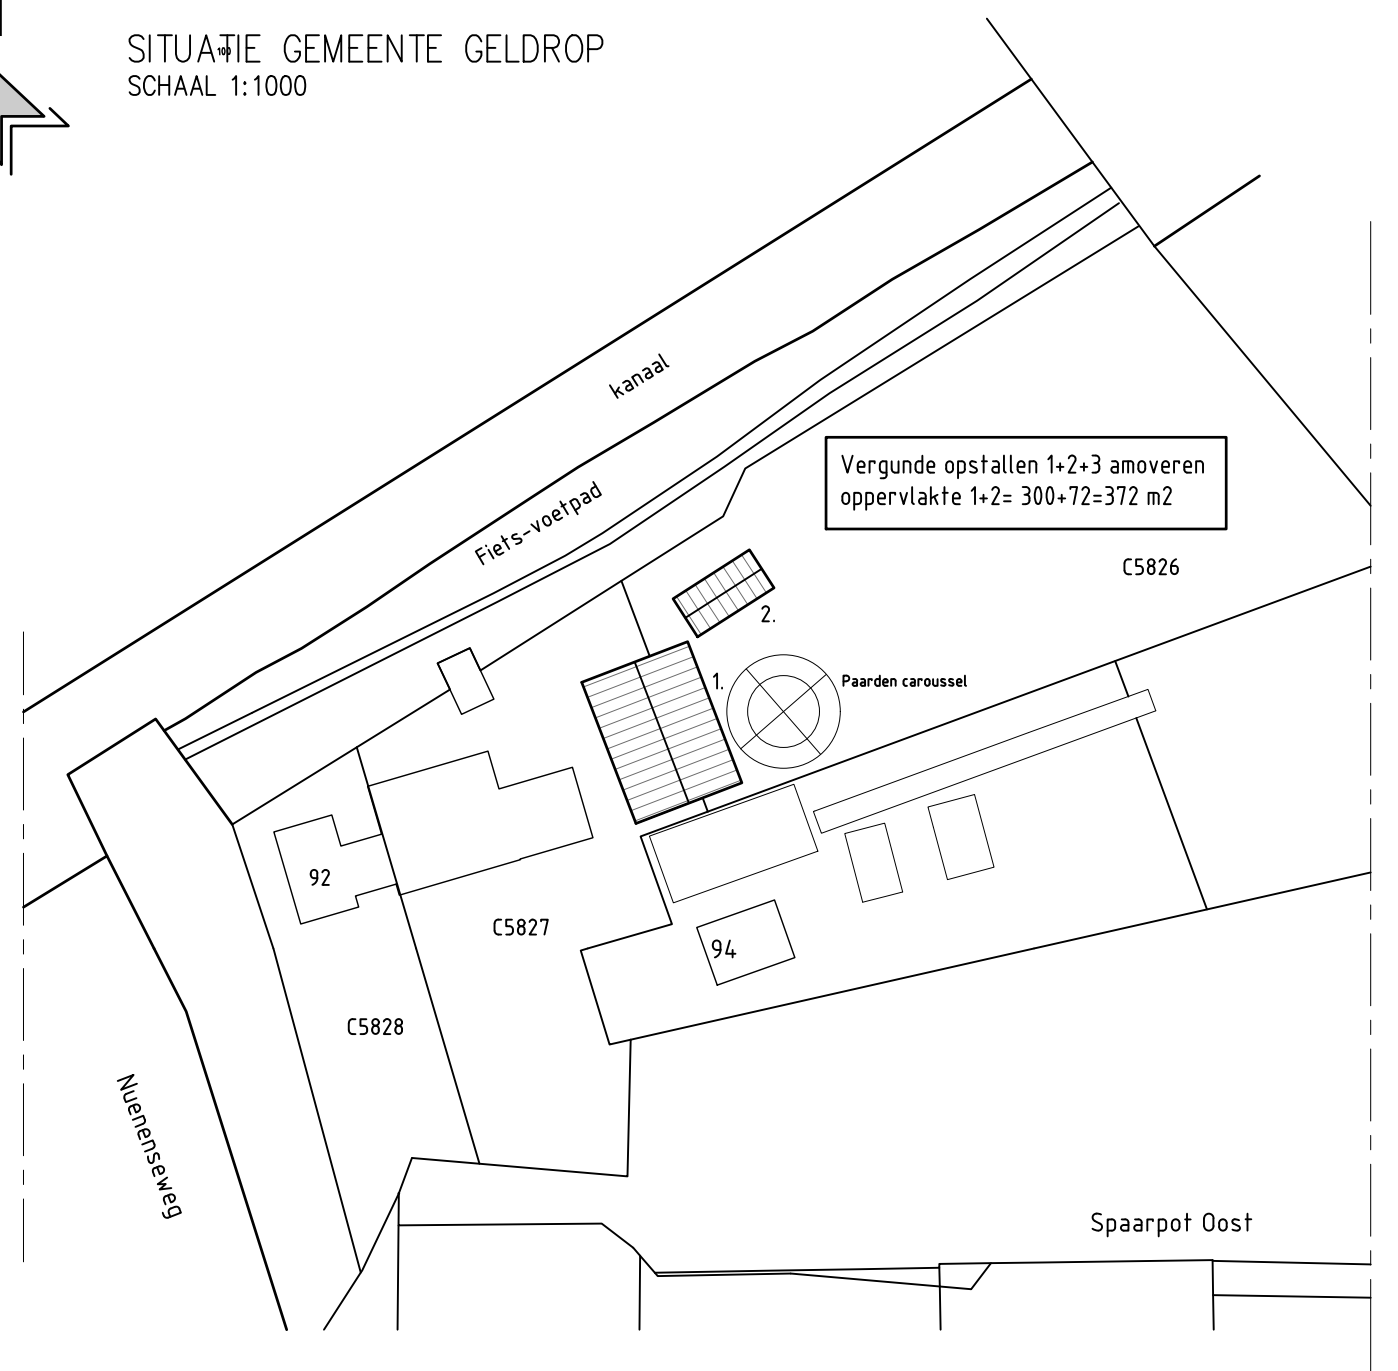 SITUATIE GEMEENTE GELDROP
100
SCHAAL 1:1000
kanaal
Vergunde opstallen 1+2+3 amoveren
oppervlakte 1+2= 300+72=372 m2
Fiets-voetpad
C5826
2.
1.
Paarden caroussel
92
C5827
94
C5828
Nuenenseweg
Spaarpot Oost